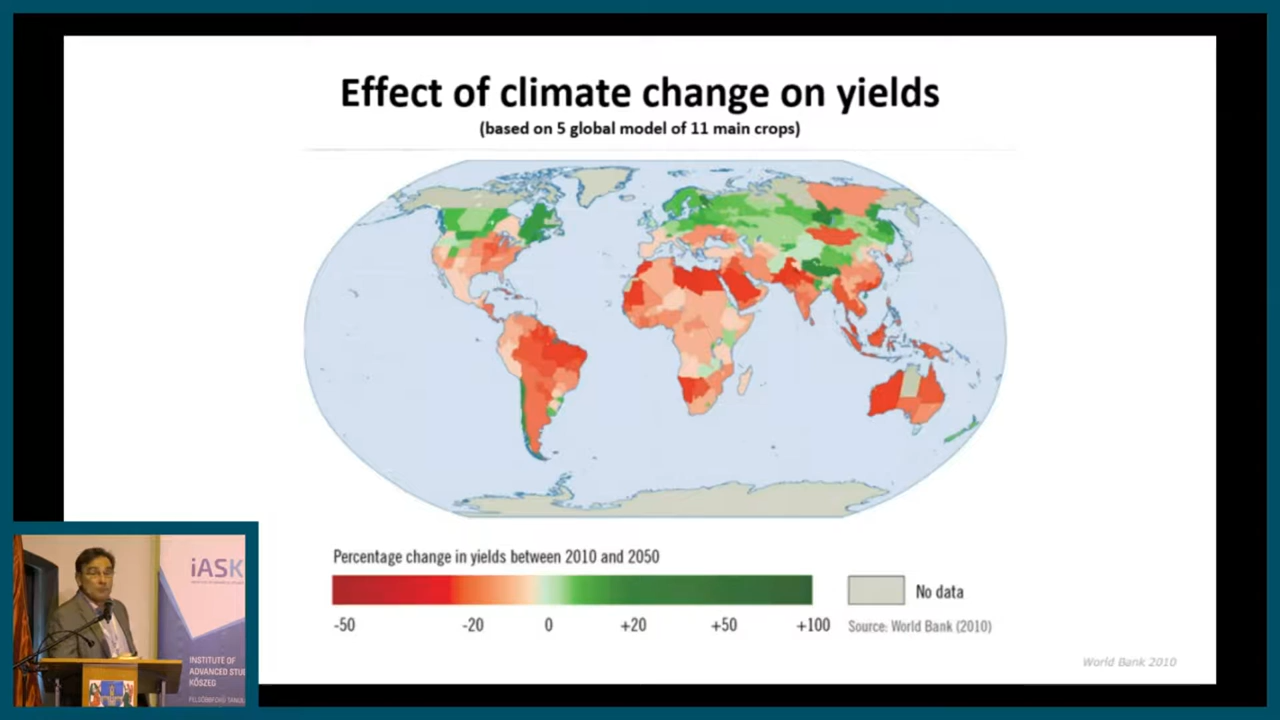 Effect of climate change on yields
(based on 5 global model of 11 main crops)
Percentage change in yields between 2010 and 2050
-50 -20 0 +20 +50 +100
No data
Source: World Bank (2010)
World Bank 2010
iASK
INSTITUTE OF
ADVANCED STU
KŐSZEG